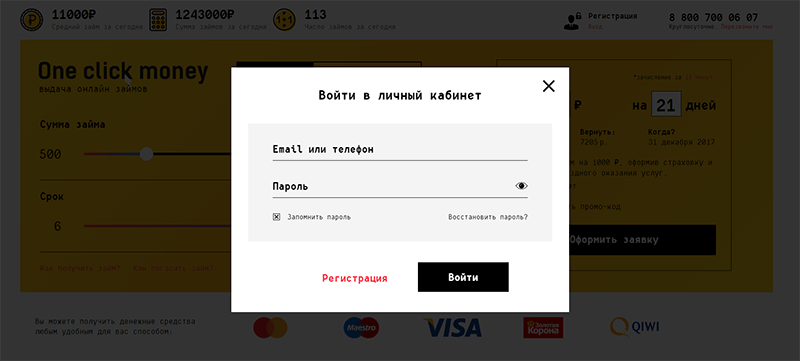 11000₽
Средний займ за сегодня
1243000₽
Сумма займов за сегодня
1=1
113
Число займов за сегодня
Регистрация
Вход
8 800 700 06 07
Круглосуточно. Перезвоните мне
One click money
выдача онлайн займов
Сумма займа
500
Срок
6
Как получить займ?
Как погасить займ?
*зачисление за
₽
на 21 дней
Вернуть:
7205 р.
Когда?
31 декабря 2017
м на 1000 ₽, оформив страховку и
здного оказания услуг.
ь промо-код
Оформить заявку
Войти в личный кабинет
Email или телефон
Пароль
Запомнить пароль
Восстановить пароль?
Регистрация
Войти
Вы можете получить денежные средства
любым удобным для вас способом:
MasterCard
Maestro
VISA
Золотая
Корона
QIWI